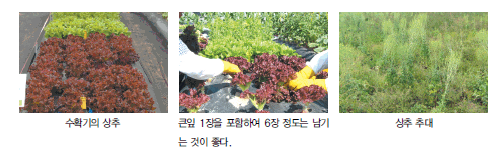 수확기의 상추
큰잎 1장을 포함하여 6장 정도는 남기
는 것이 좋다.
상추 추대